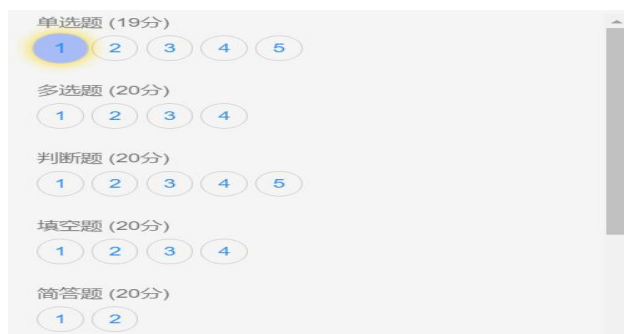 单选题 (19分)
1 2 3 4 5
多选题 (20分)
1 2 3 4
判断题 (20分)
1 2 3 4 5
填空题 (20分)
1 2 3 4
简答题 (20分)
1 2